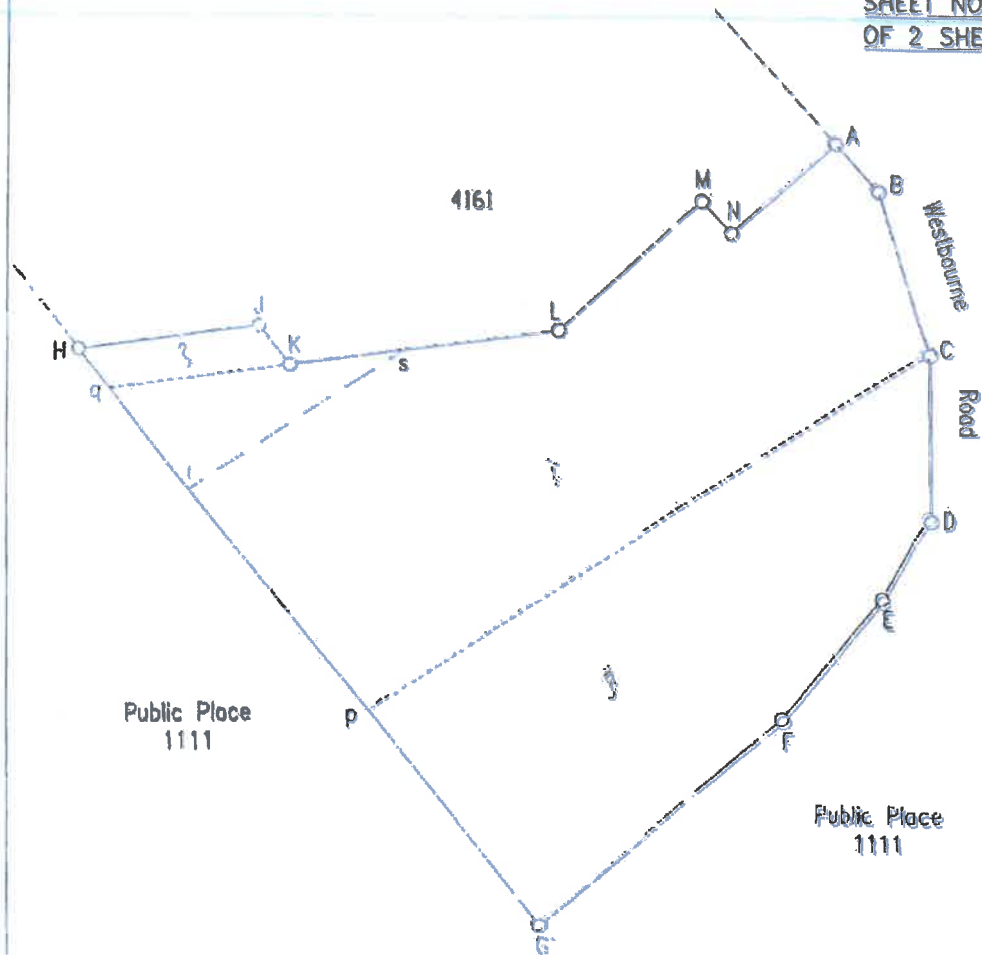 SHEET NO
OF 2 SHE
A
B
M
4161
N
Westbourne
J
L
H
K
C
s
q
Road
r
D
E
p
Public Place
1111
F
Public Place
1111
G